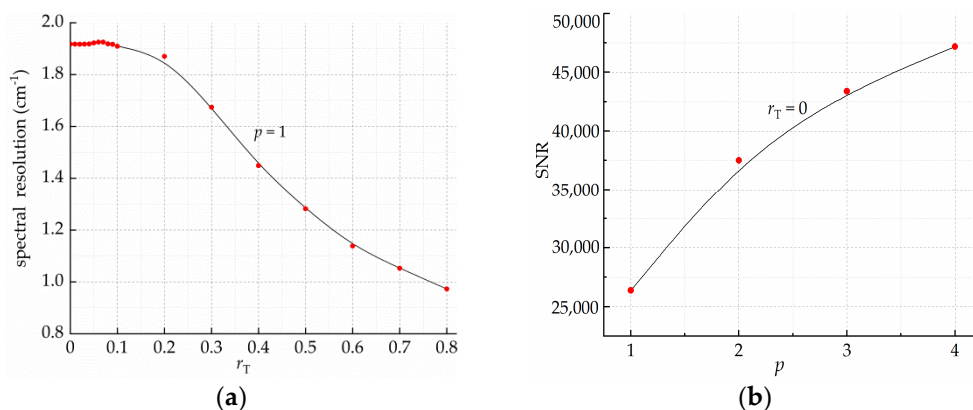 2.0
1.8
1.6
1.4
1.2
1.0
0.8
spectral resolution (cm⁻¹)
p = 1
0 0.1 0.2 0.3 0.4 0.5 0.6 0.7 0.8
r_T
(a)
50,000
45,000
40,000
35,000
30,000
25,000
SNR
r_T = 0
1 2 3 4
p
(b)